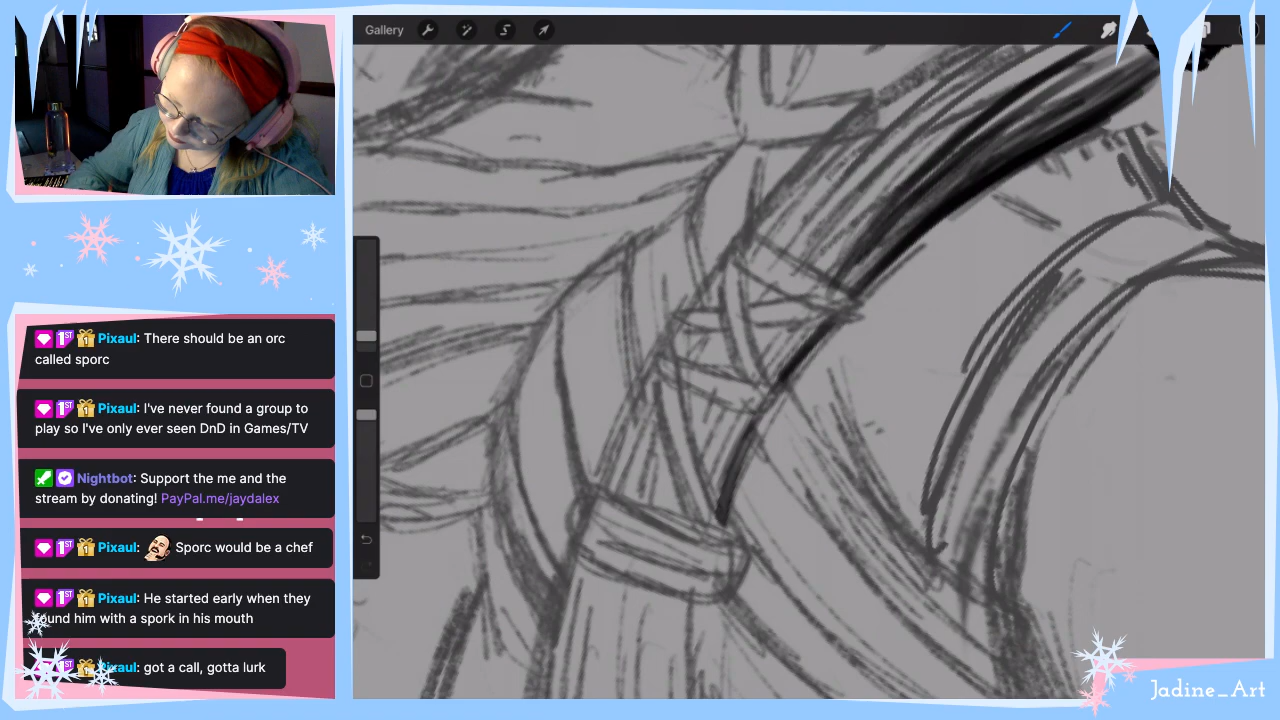 Gallery
Pixaul: There should be an orc
called sporc
Pixaul: I've never found a group to
play so I've only ever seen DnD in Games/TV
Nightbot: Support the me and the
stream by donating! PayPal.me/jaydalex
Pixaul: Sporc would be a chef
Pixaul: He started early when they
found him with a spork in his mouth
Pixaul: got a call, gotta lurk
Jadine_Art